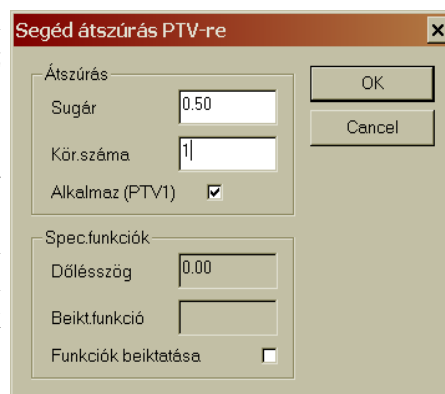 Segéd átszúrás PTV-re
Átszúrás
Sugár 0.50
Kör.száma 1
Alkalmaz (PTV1)
OK
Cancel
Spec.funkciók
Dőlésszög 0.00
Beikt.funkció
Funkciók beiktatása